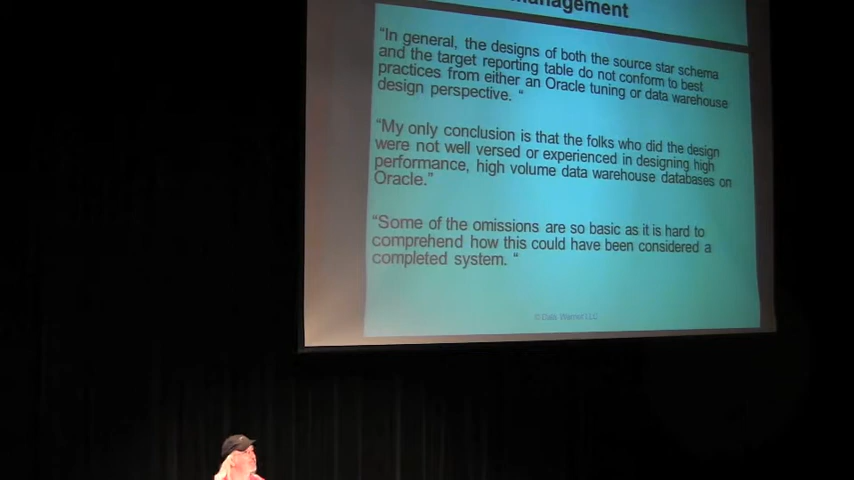 management
"In general, the designs of both the source star schema
and the target reporting table do not conform to best
practices from either an Oracle tuning or data warehouse
design perspective. "
"My only conclusion is that the folks who did the design
were not well versed or experienced in designing high
performance, high volume data warehouse databases on
Oracle."
"Some of the omissions are so basic as it is hard to
comprehend how this could have been considered a
completed system. "
© Data Warrior LLC